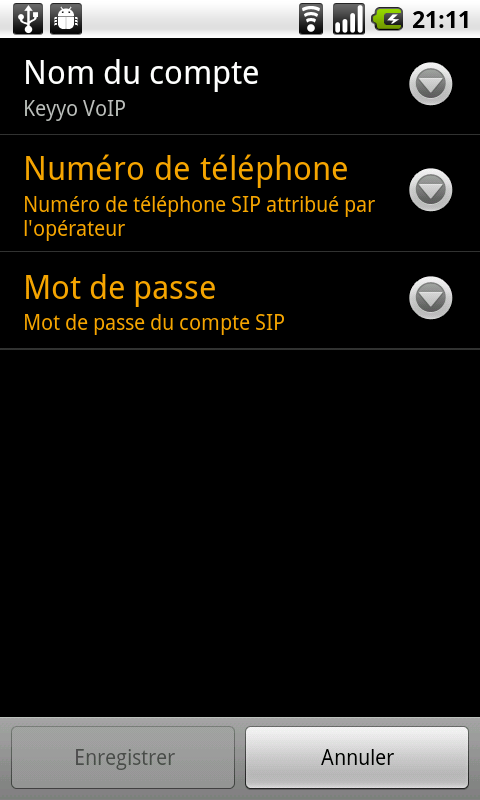 21:11
Nom du compte
Keyyo VoIP
Numéro de téléphone
Numéro de téléphone SIP attribué par
l'opérateur
Mot de passe
Mot de passe du compte SIP
Enregistrer
Annuler